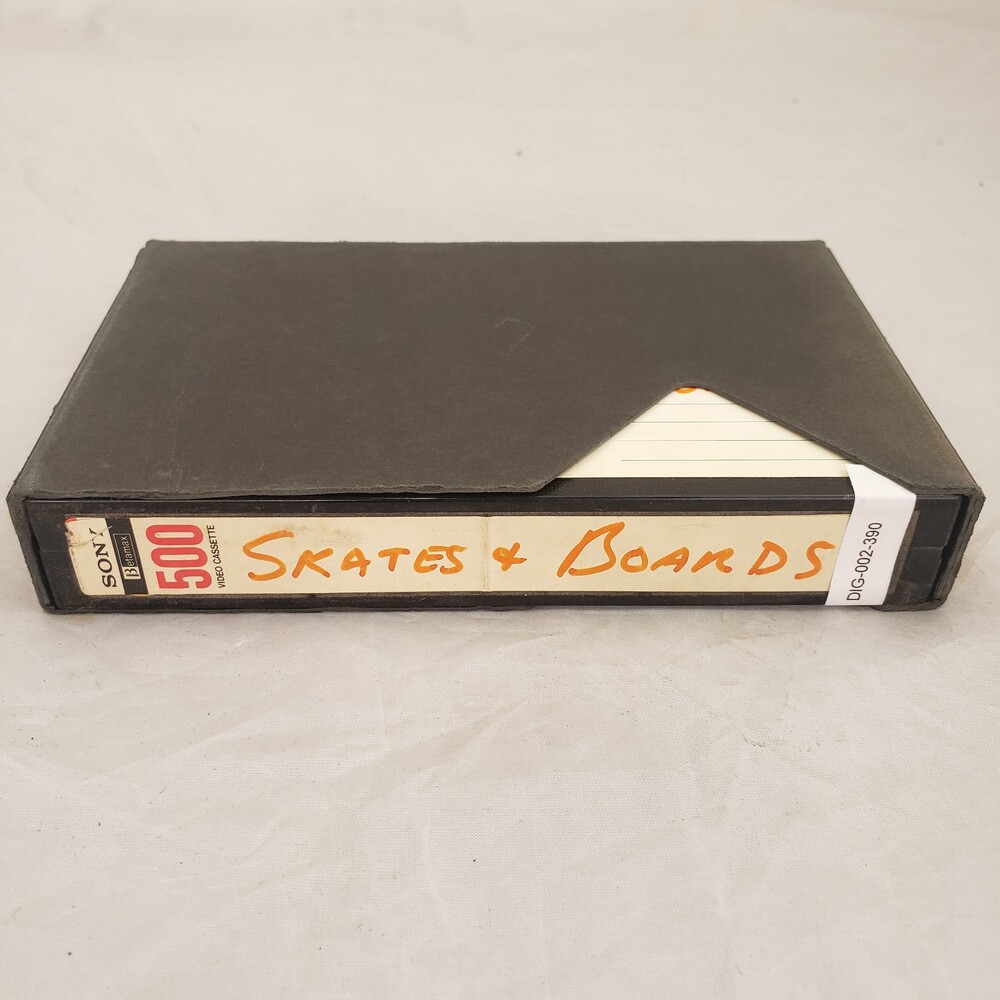 SONY
Betamax
500
VIDEO CASSETTE
SKATES & BOARDS
DIG-002-390